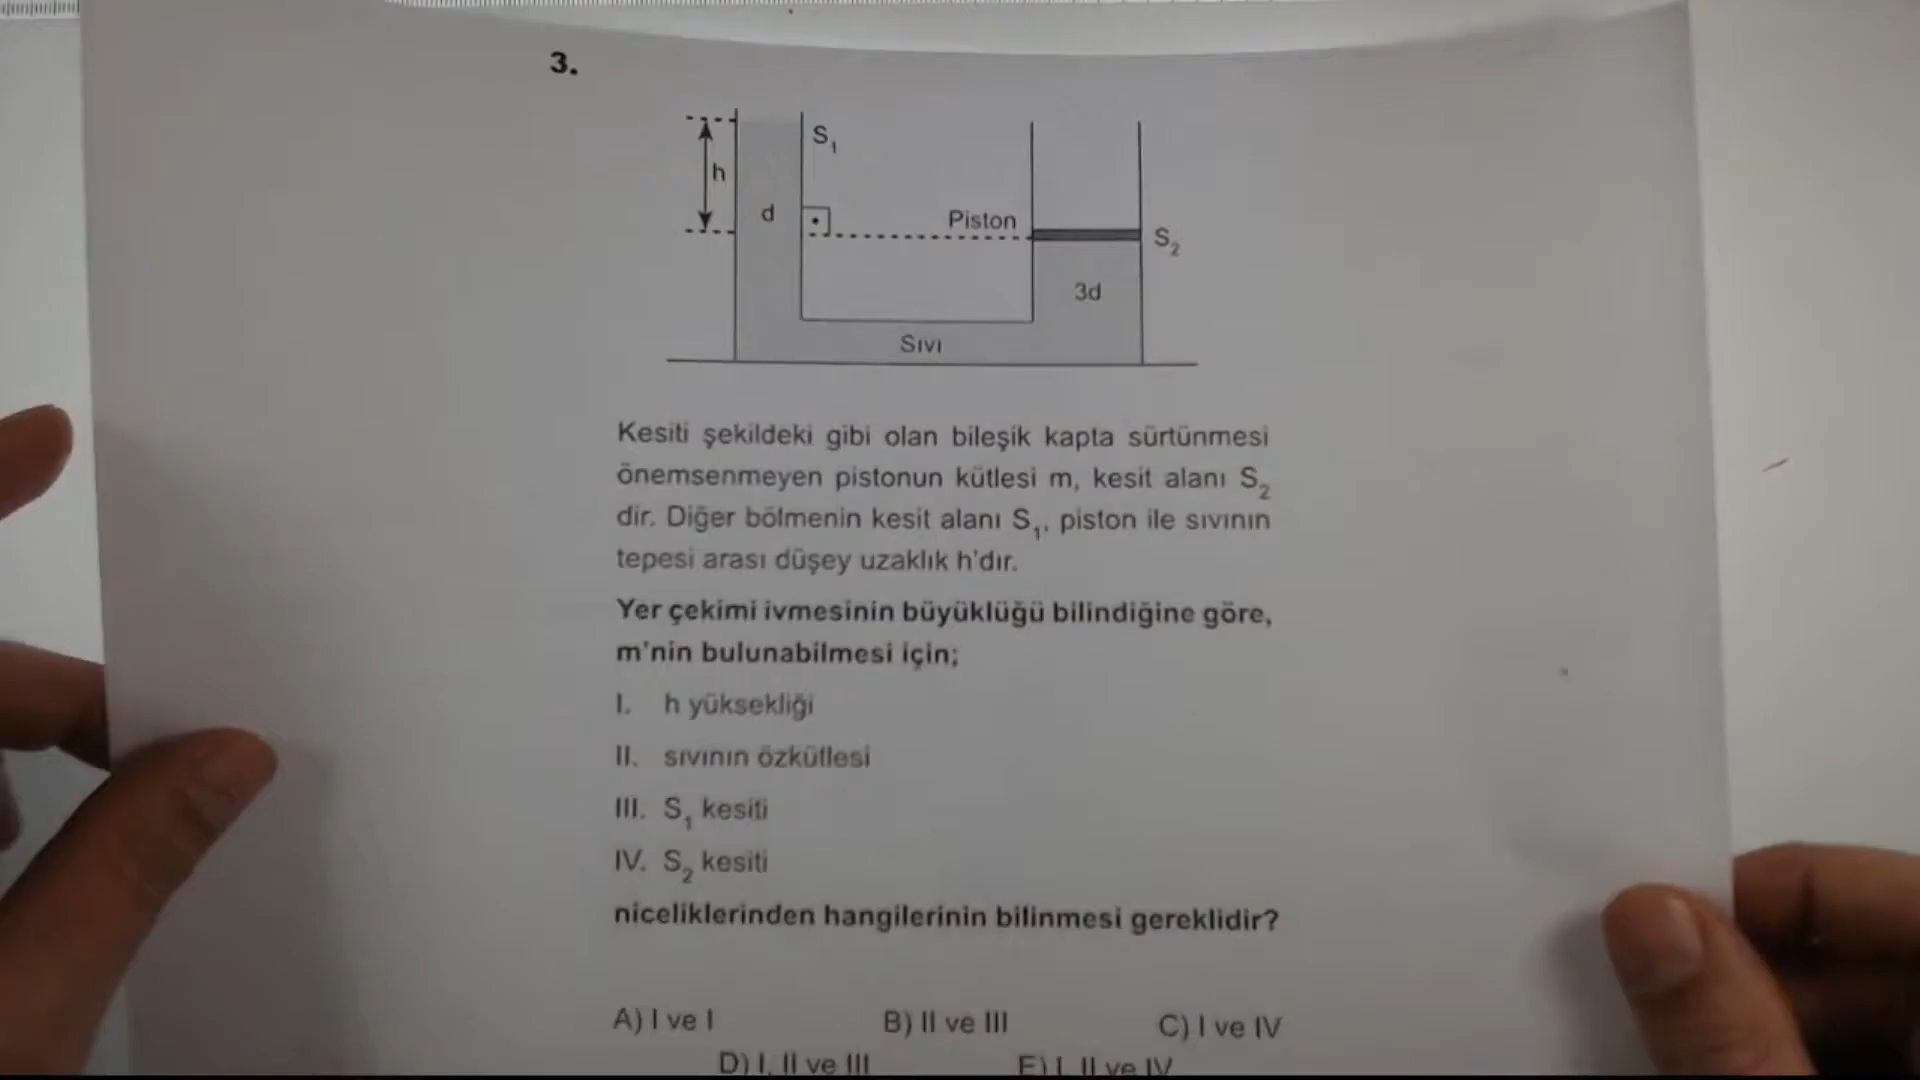 3.
S₁
h
d
Piston
S₂
3d
Sıvı
Kesiti şekildeki gibi olan bileşik kapta sürtünmesi
önemsenmeyen pistonun kütlesi m, kesit alanı S₂
dir. Diğer bölmenin kesit alanı S₁, piston ile sıvının
tepesi arası düşey uzaklık h'dır.
Yer çekimi ivmesinin büyüklüğü bilindiğine göre,
m'nin bulunabilmesi için;
I. h yüksekliği
II. sıvının özkütlesi
III. S₁ kesiti
IV. S₂ kesiti
niceliklerinden hangilerinin bilinmesi gereklidir?
A) I ve I B) II ve III C) I ve IV
D) I, II ve III E) I, II ve IV